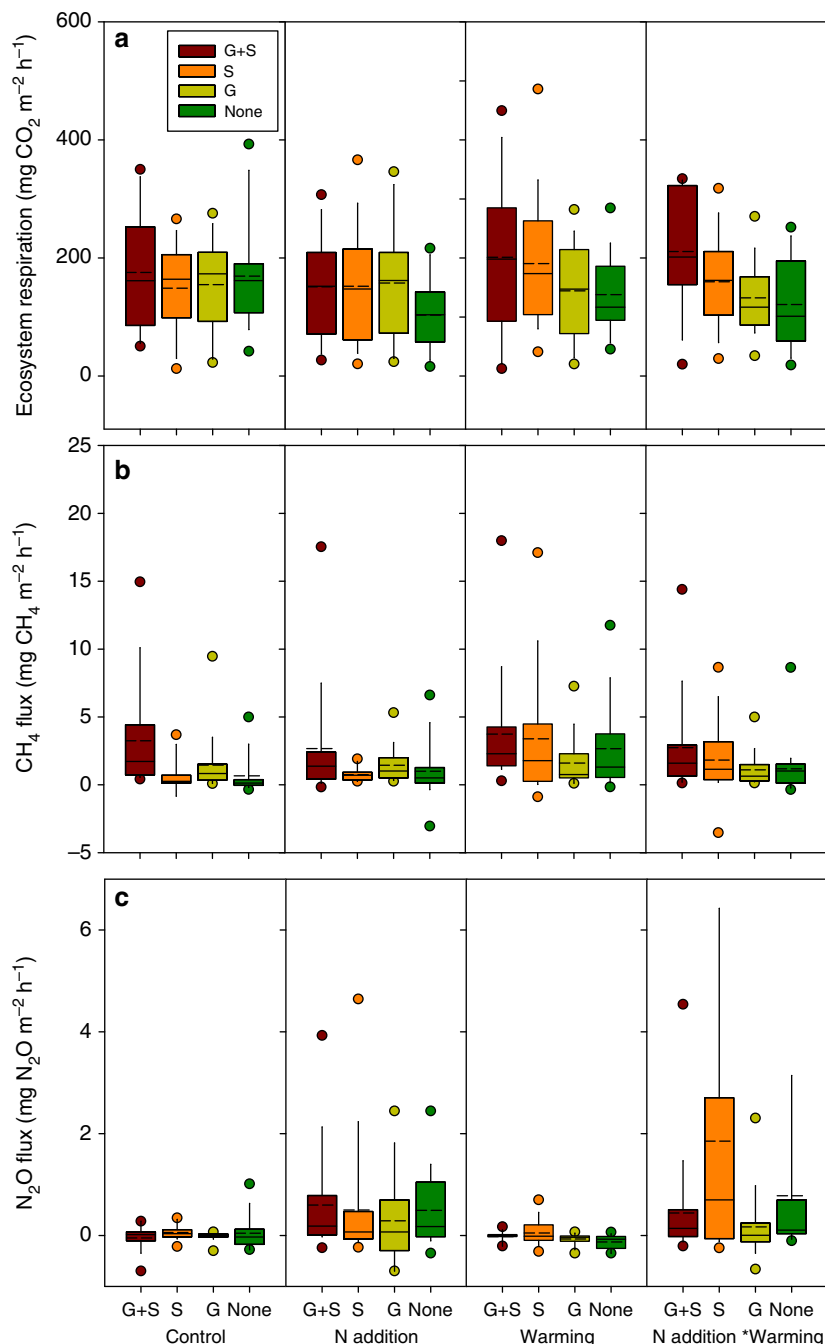 a
G+S
S
G
None
Ecosystem respiration (mg CO₂ m⁻² h⁻¹)
600
400
200
0
b
CH₄ flux (mg CH₄ m⁻² h⁻¹)
25
20
15
10
5
0
−5
c
N₂O flux (mg N₂O m⁻² h⁻¹)
6
4
2
0
G+S S G None G+S S G None G+S S G None G+S S G None
Control N addition Warming N addition *Warming